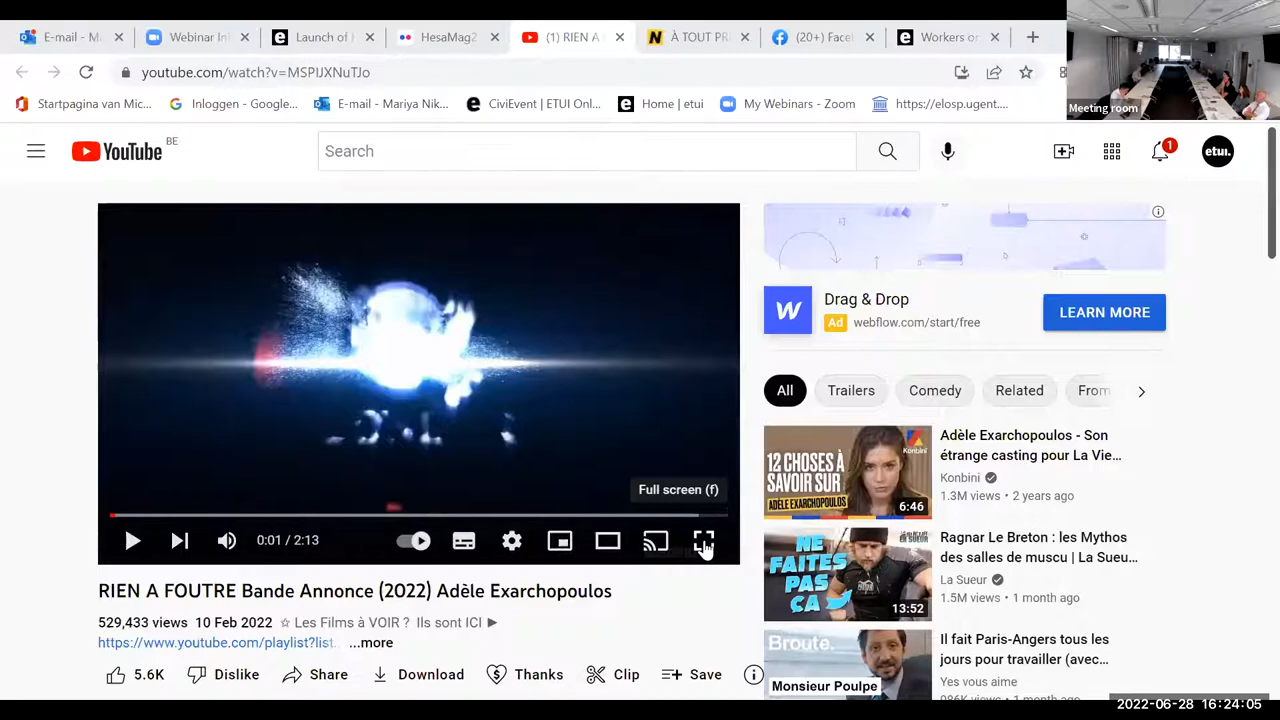 E-mail - M
Webinar In
Launch of
HesaMag2
(1) RIEN A
À TOUT PR
(20+) Face
Workers o
Meeting room
youtube.com/watch?v=MSPIJXNuTJo
Startpagina van Mic...
Inloggen - Google...
E-mail - Mariya Nik...
CiviEvent | ETUI Onl...
Home | etui
My Webinars - Zoom
https://elosp.ugent....
YouTube BE
Search
1
etui.
Drag & Drop
Ad webflow.com/start/free
LEARN MORE
All
Trailers
Comedy
Related
From
12 CHOSES À
SAVOIR SUR
ADÈLE EXARCHOPOULOS
Konbini
6:46
Adèle Exarchopoulos - Son
étrange casting pour La Vie...
Konbini
1.3M views • 2 years ago
Full screen (f)
0:01 / 2:13
NE
FAITES
PAS
ÇA
13:52
Ragnar Le Breton : les Mythos
des salles de muscu | La Sueu...
La Sueur
1.5M views • 1 month ago
RIEN A FOUTRE Bande Annonce (2022) Adèle Exarchopoulos
529,433 views 10 Feb 2022 ☆ Les Films à VOIR ? Ils sont ICI ►
https://www.youtube.com/playlist?list... ...more
5.6K
Dislike
Share
Download
Thanks
Clip
Save
Broute.
Monsieur Poulpe
Il fait Paris-Angers tous les
jours pour travailler (avec...
Yes vous aime
986K views • 1 month ago
2022-06-28 16:24:05